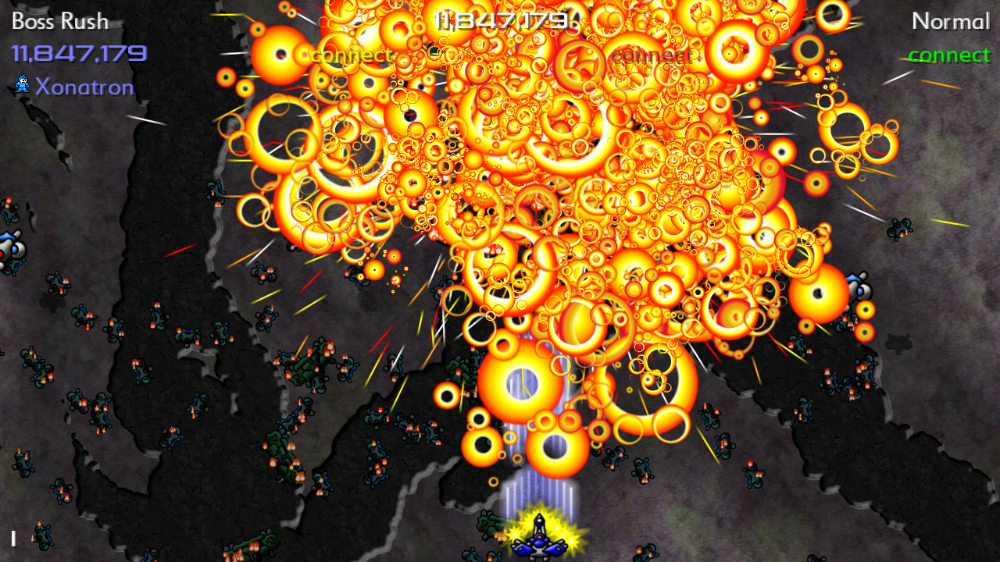 Boss Rush
11,847,179
Normal
11,847,179
connect
connect
connect
Xonatron